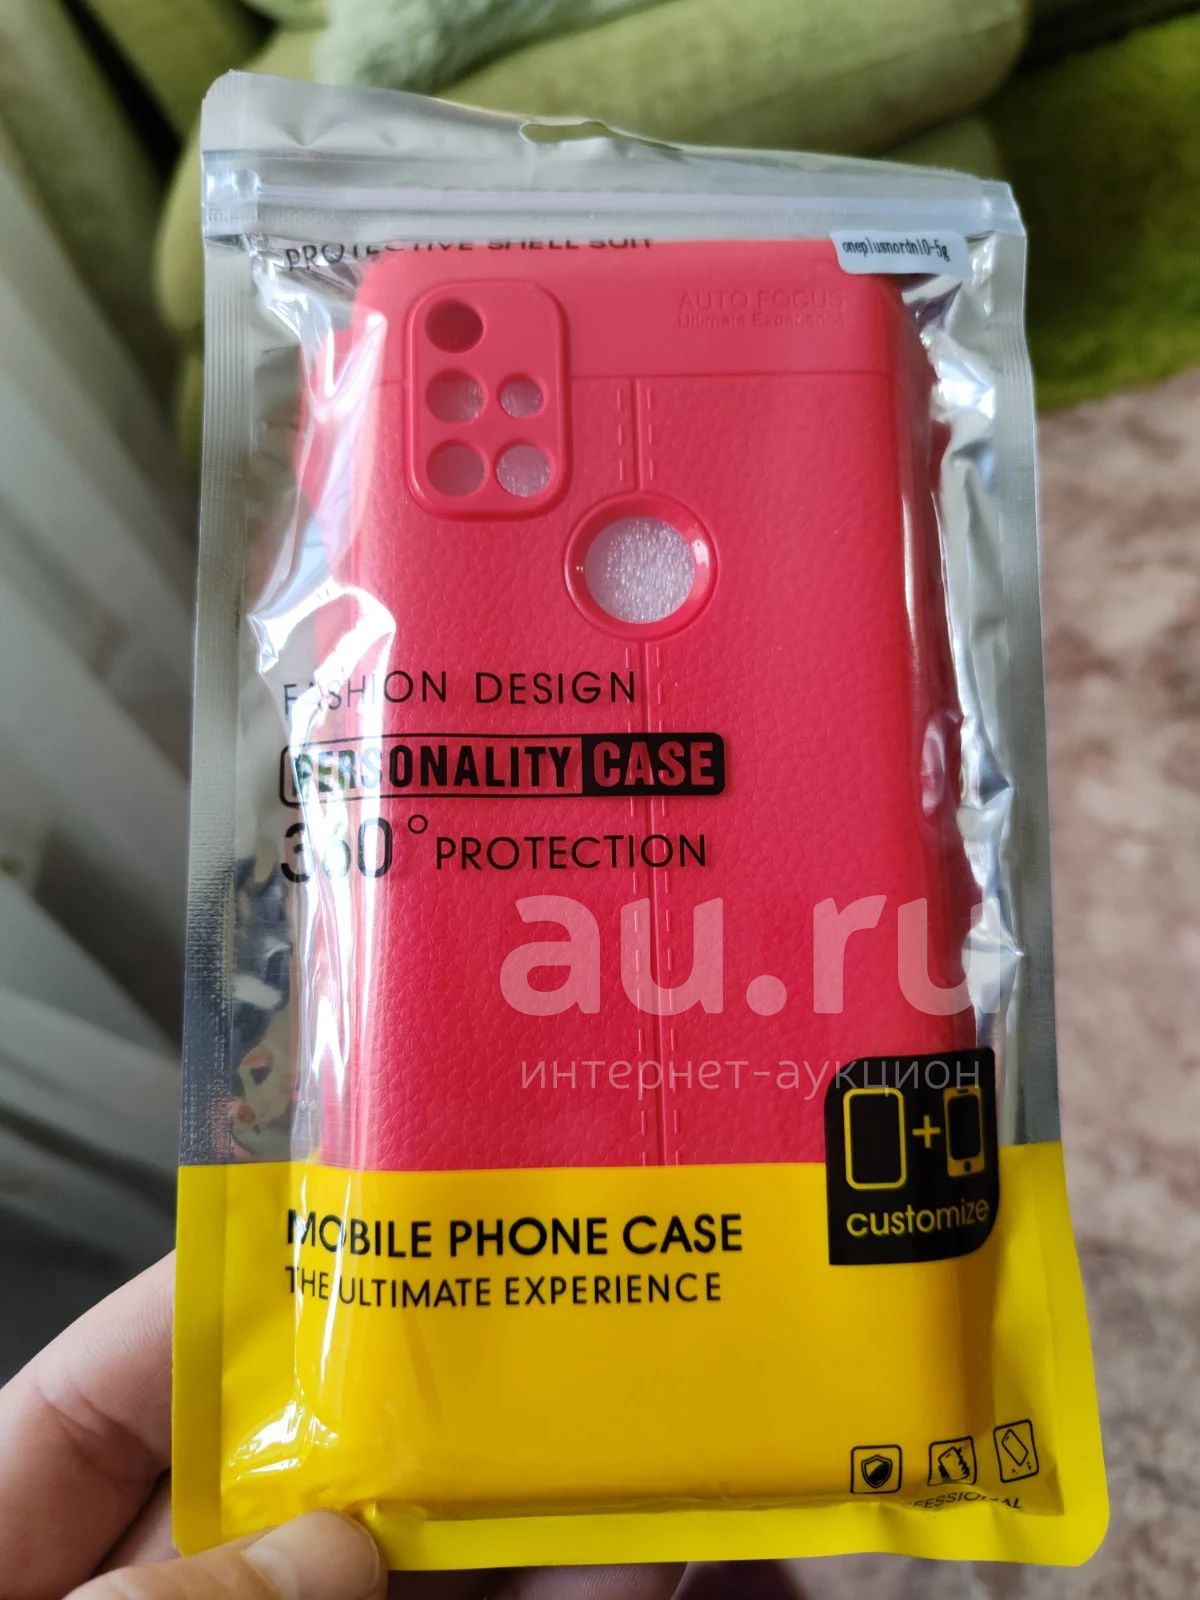 PROTECTIVE SHELL SUIT
oneplusnordn10-5g
AUTO FOCUS
Ultimate Experience
FASHION DESIGN
PERSONALITY CASE
360° PROTECTION
au.ru
интернет-аукцион
customize
MOBILE PHONE CASE
THE ULTIMATE EXPERIENCE